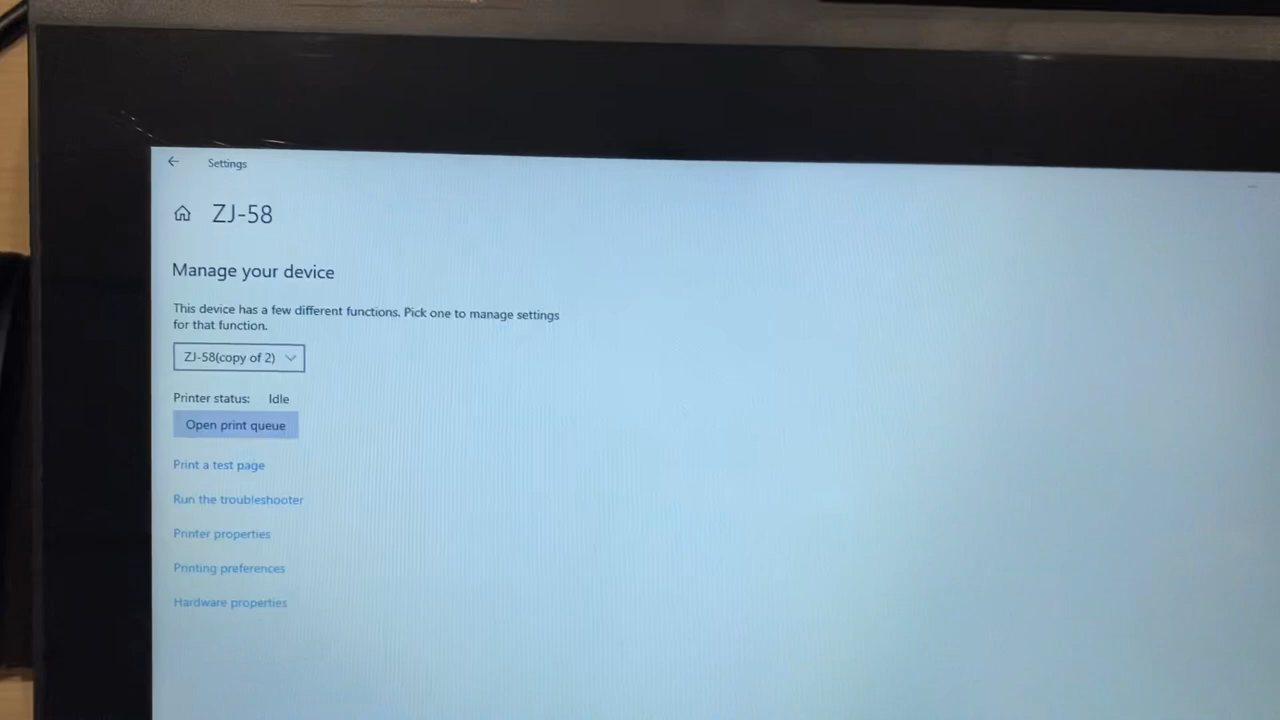 Settings
ZJ-58
Manage your device
This device has a few different functions. Pick one to manage settings
for that function.
ZJ-58(copy of 2)
Printer status: Idle
Open print queue
Print a test page
Run the troubleshooter
Printer properties
Printing preferences
Hardware properties